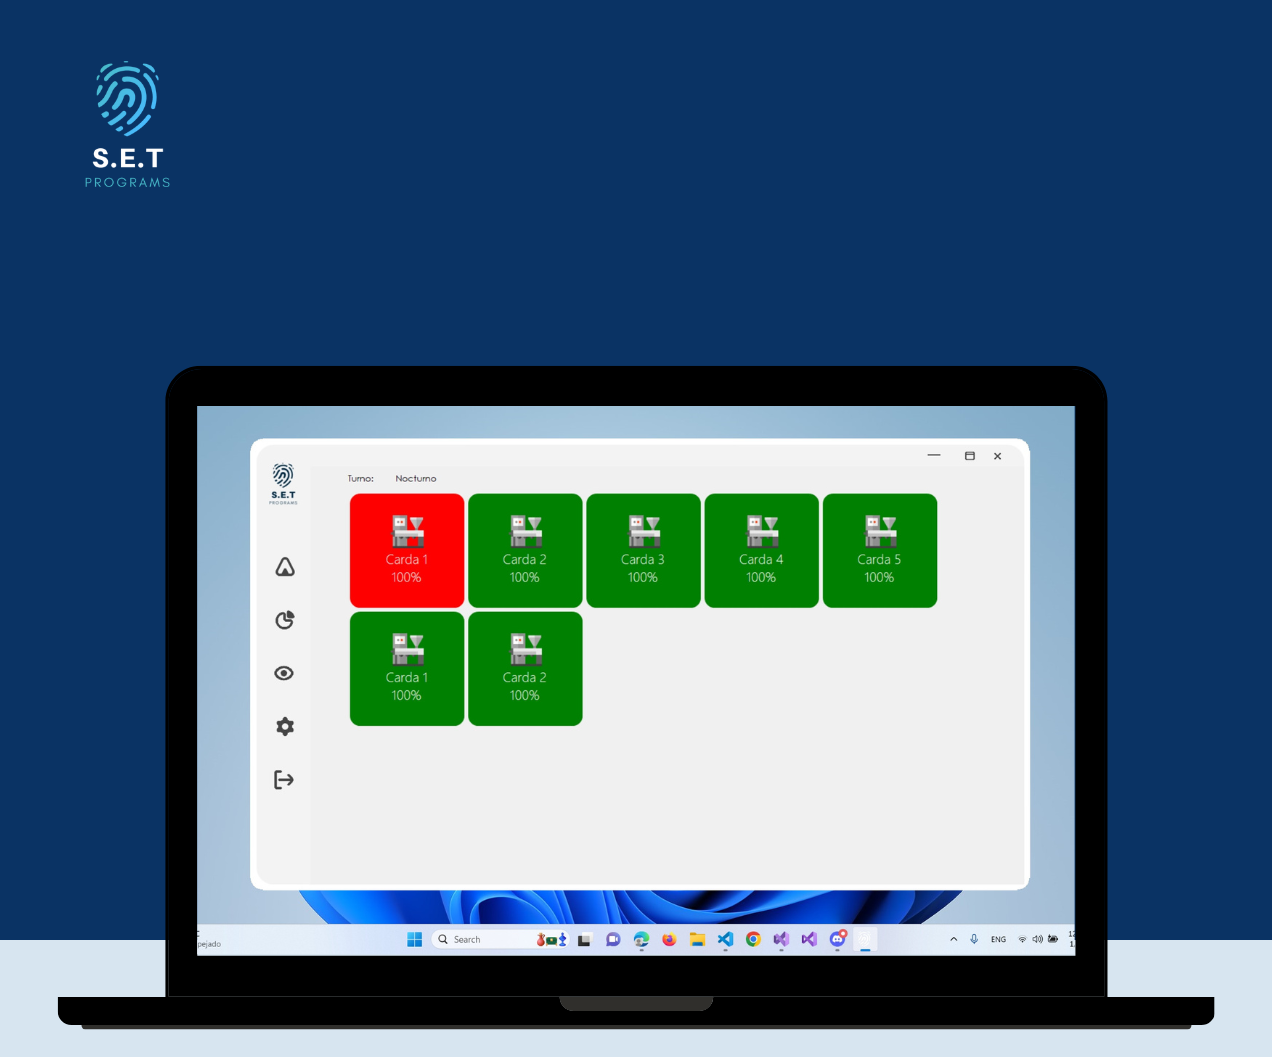 S.E.T
PROGRAMS
S.E.T
PROGRAMS
Turno: Nocturno
Carda 1
100%
Carda 2
100%
Carda 3
100%
Carda 4
100%
Carda 5
100%
Carda 1
100%
Carda 2
100%
pejado
Search
ENG